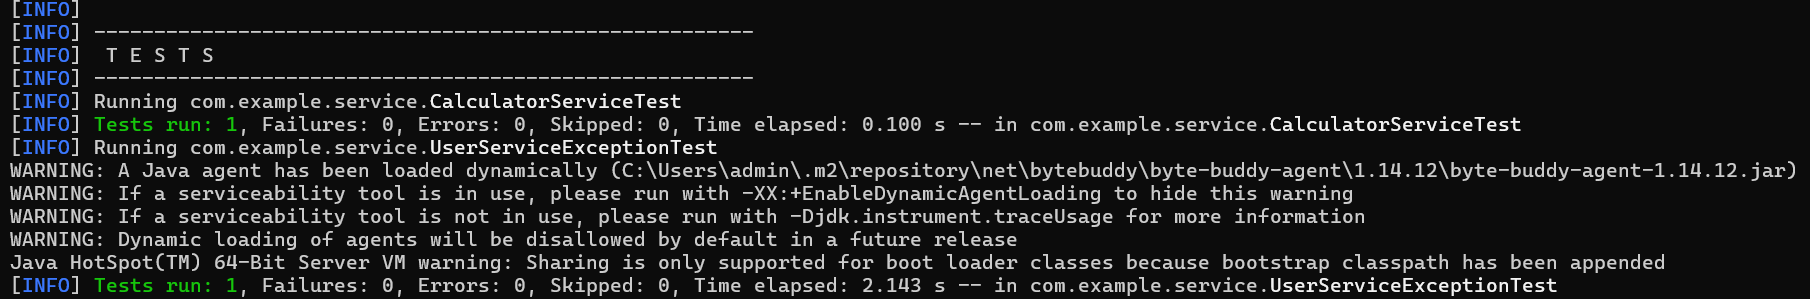 [INFO]
[INFO] -------------------------------------------------------
[INFO]  T E S T S
[INFO] -------------------------------------------------------
[INFO] Running com.example.service.CalculatorServiceTest
[INFO] Tests run: 1, Failures: 0, Errors: 0, Skipped: 0, Time elapsed: 0.100 s -- in com.example.service.CalculatorServiceTest
[INFO] Running com.example.service.UserServiceExceptionTest
WARNING: A Java agent has been loaded dynamically (C:\Users\admin\.m2\repository\net\bytebuddy\byte-buddy-agent\1.14.12\byte-buddy-agent-1.14.12.jar)
WARNING: If a serviceability tool is in use, please run with -XX:+EnableDynamicAgentLoading to hide this warning
WARNING: If a serviceability tool is not in use, please run with -Djdk.instrument.traceUsage for more information
WARNING: Dynamic loading of agents will be disallowed by default in a future release
Java HotSpot(TM) 64-Bit Server VM warning: Sharing is only supported for boot loader classes because bootstrap classpath has been appended
[INFO] Tests run: 1, Failures: 0, Errors: 0, Skipped: 0, Time elapsed: 2.143 s -- in com.example.service.UserServiceExceptionTest